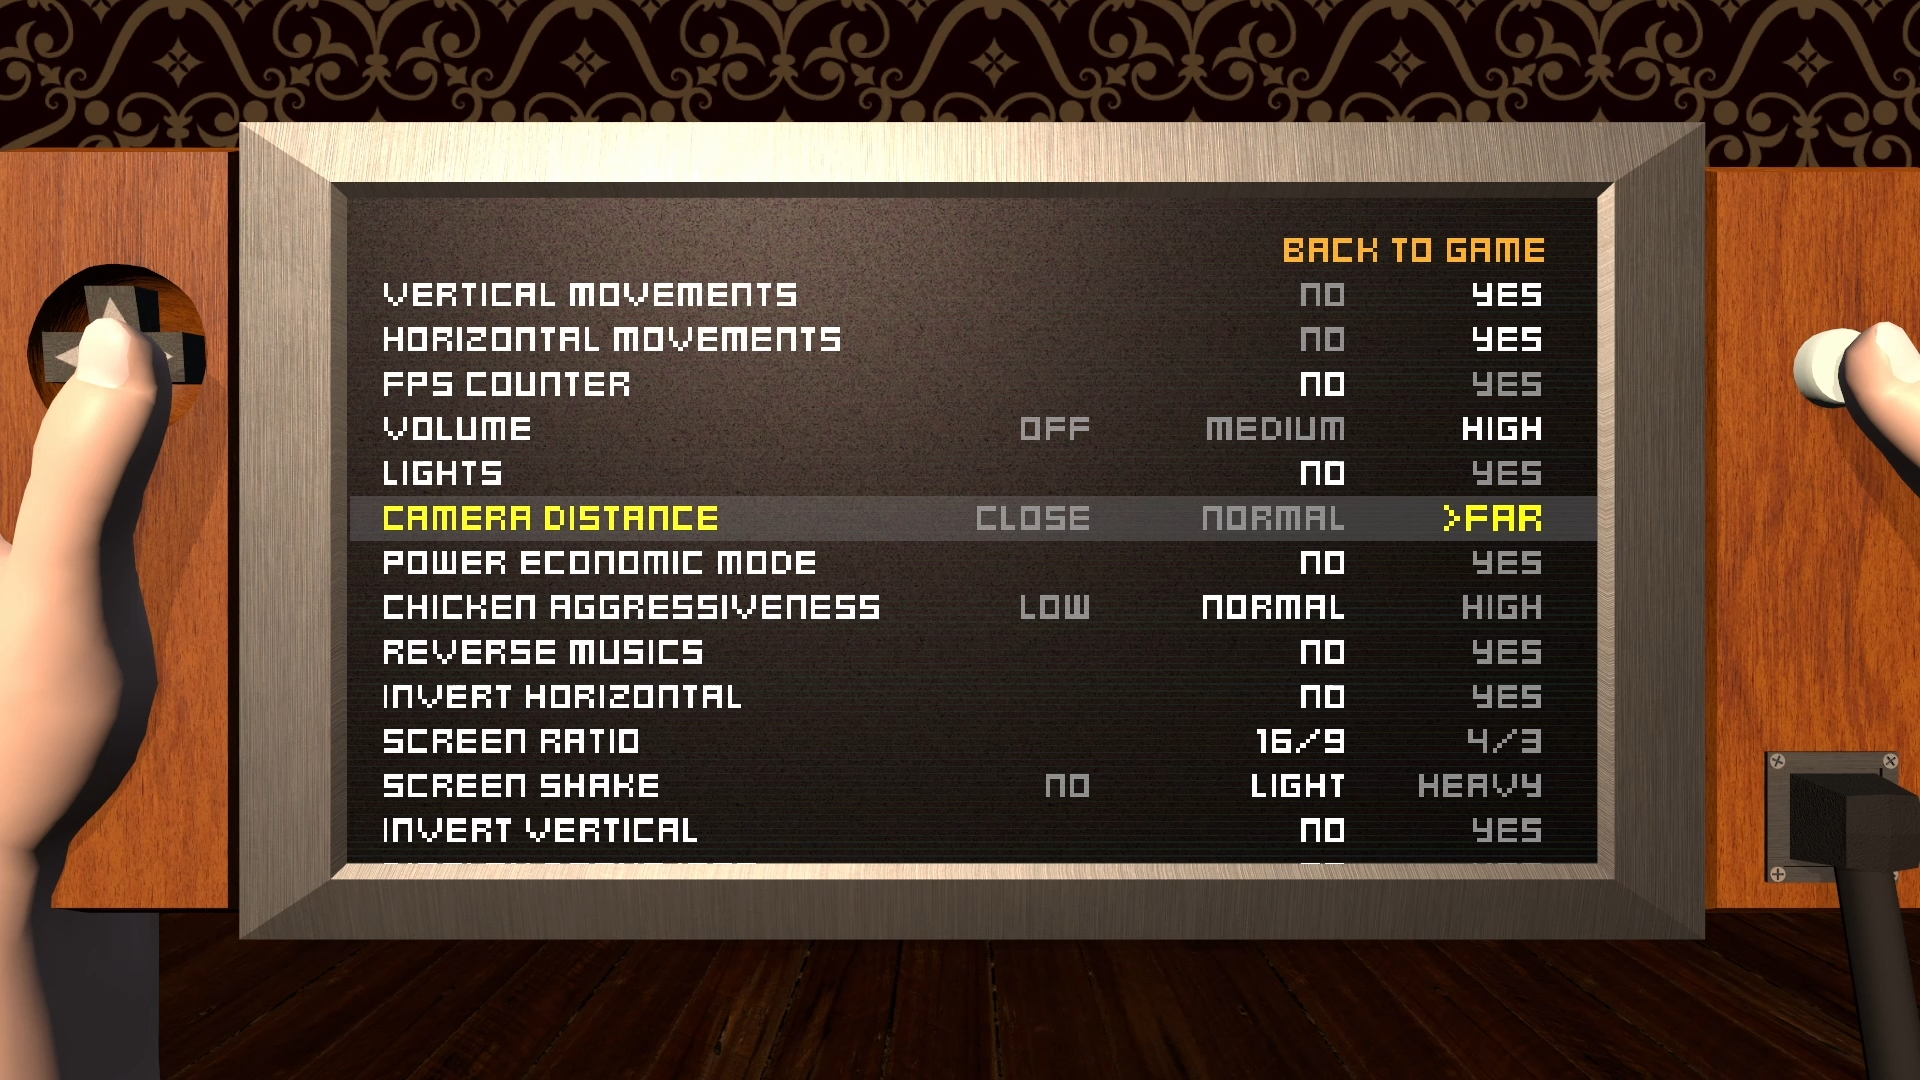 BACK TO GAME
VERTICAL MOVEMENTS NO YES
HORIZONTAL MOVEMENTS NO YES
FPS COUNTER NO YES
VOLUME OFF MEDIUM HIGH
LIGHTS NO YES
CAMERA DISTANCE CLOSE NORMAL >FAR
POWER ECONOMIC MODE NO YES
CHICKEN AGGRESSIVENESS LOW NORMAL HIGH
REVERSE MUSICS NO YES
INVERT HORIZONTAL NO YES
SCREEN RATIO 16/9 4/3
SCREEN SHAKE NO LIGHT HEAVY
INVERT VERTICAL NO YES